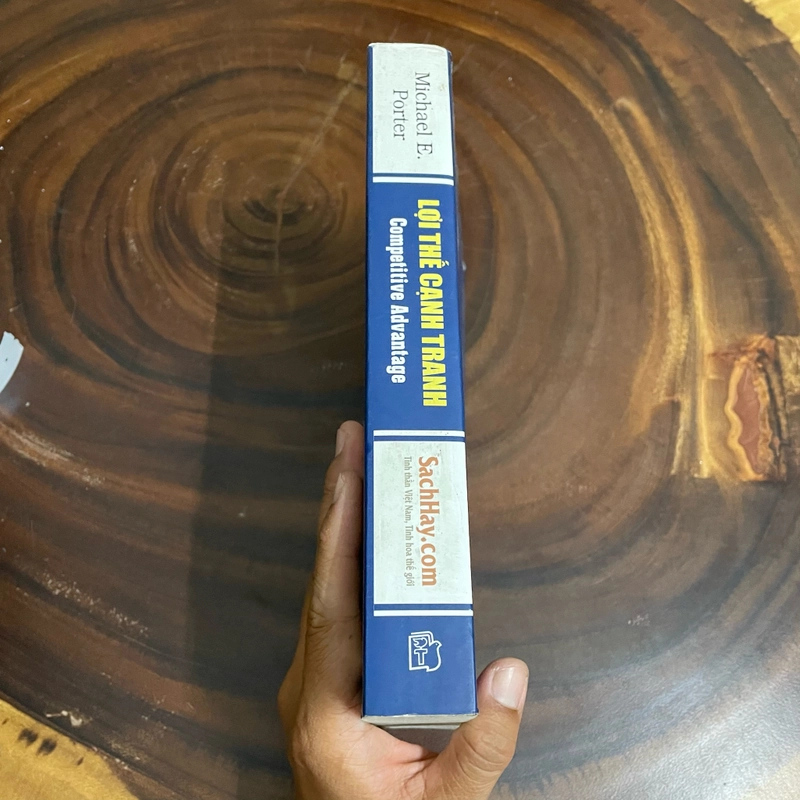 Michael E.
Porter
LỢI THẾ CẠNH TRANH
Competitive Advantage
SachHay.com
Tinh thần Việt Nam, Tinh hoa thế giới